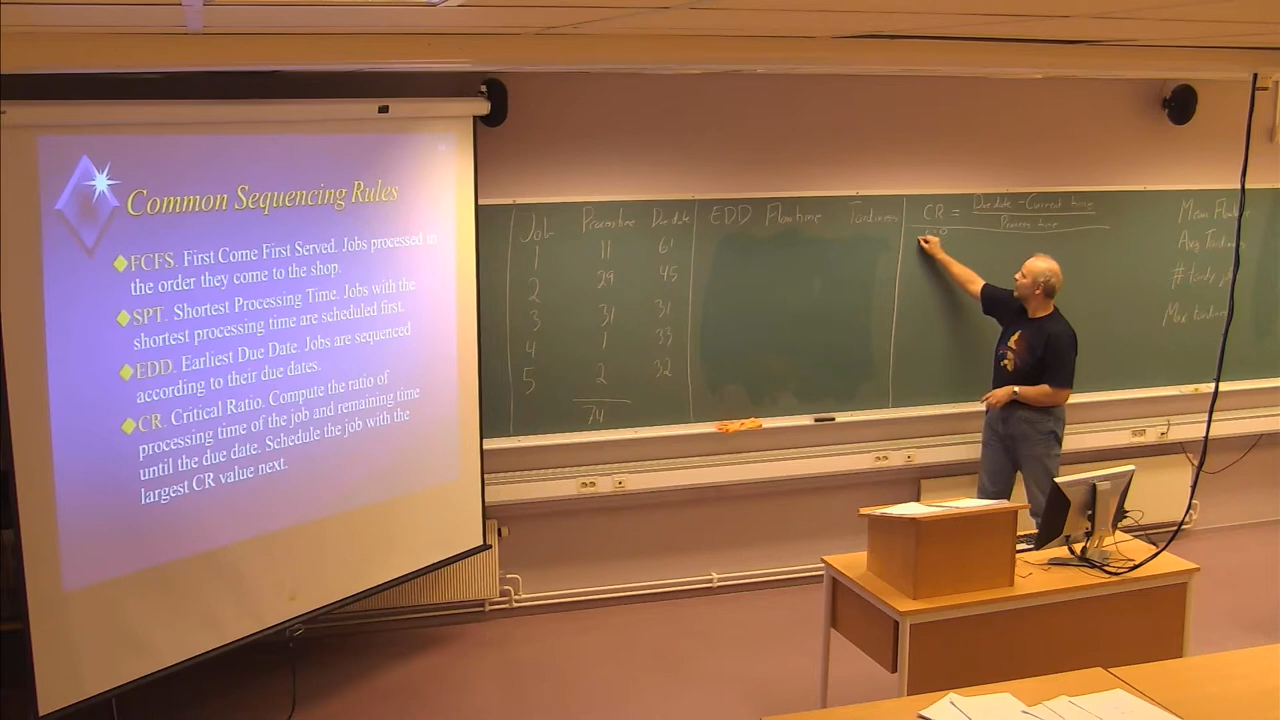 Common Sequencing Rules
FCFS. First Come First Served. Jobs processed in
the order they come to the shop.
SPT. Shortest Processing Time. Jobs with the
shortest processing time are scheduled first.
EDD. Earliest Due Date. Jobs are sequenced
according to their due dates.
CR. Critical Ratio. Compute the ratio of
processing time of the job and remaining time
until the due date. Schedule the job with the
largest CR value next.
Job Process time Due date
1 11 61
2 29 45
3 31 31
4 1 33
5 2 32
74
EDD Flowtime Tardiness
CR = Due date - Current time
Process time
t=0
Mean Flowtime
Avg Tardiness
# tardy
Max tardiness